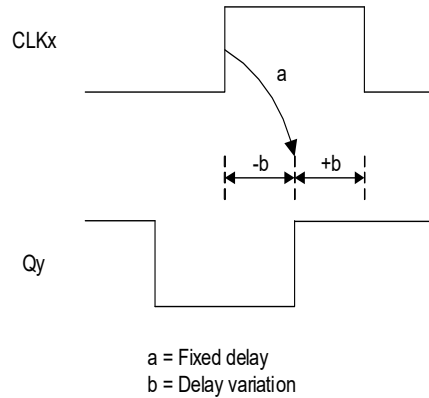 CLKx
a
-b +b
Qy
a = Fixed delay
b = Delay variation